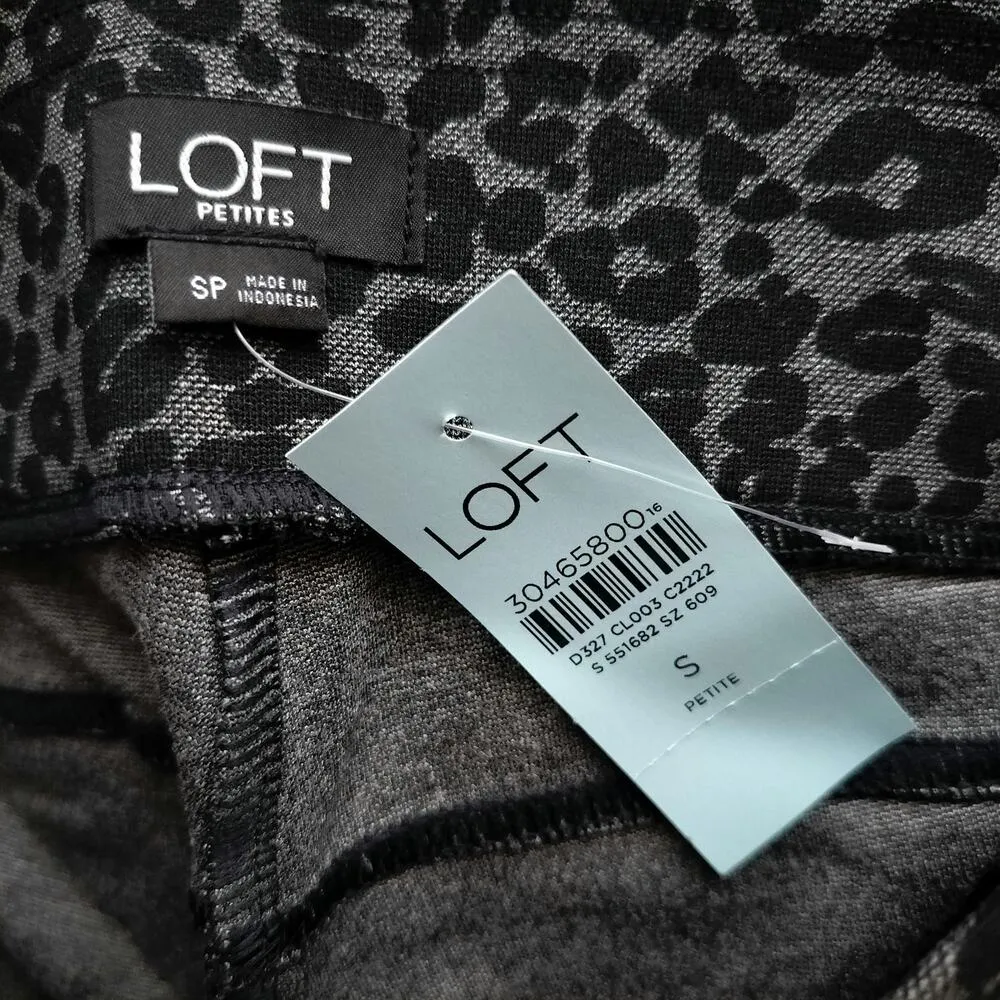 LOFT
PETITES
SP
MADE IN
INDONESIA
LOFT
30465800 16
D327 CL003 C2222
S 551682 SZ 609
S
PETITE